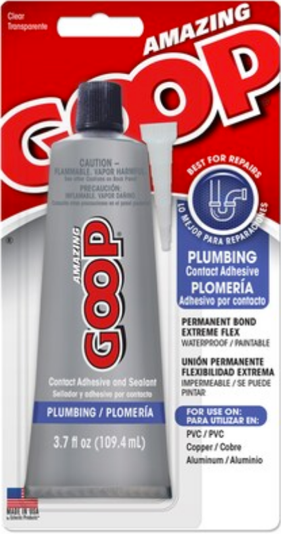 Clear
Transparente
AMAZING
GOOP
CAUTION –
FLAMMABLE. VAPOR HARMFUL.
PRECAUCIÓN:
INFLAMABLE. VAPOR DAÑINO.
AMAZING
GOOP®
Contact Adhesive and Sealant
Sellador y adhesivo por contacto
PLUMBING / PLOMERÍA
3.7 fl oz (109.4 mL)
BEST FOR REPAIRS
LO MEJOR PARA REPARACIONES
PLUMBING
Contact Adhesive
PLOMERÍA
Adhesivo por contacto
PERMANENT BOND
EXTREME FLEX
WATERPROOF / PAINTABLE
UNIÓN PERMANENTE
FLEXIBILIDAD EXTREMA
IMPERMEABLE / SE PUEDE
PINTAR
FOR USE ON:
PARA UTILIZAR EN:
PVC / PVC
Copper / Cobre
Aluminum / Aluminio
MADE IN USA
by Eclectic Products®